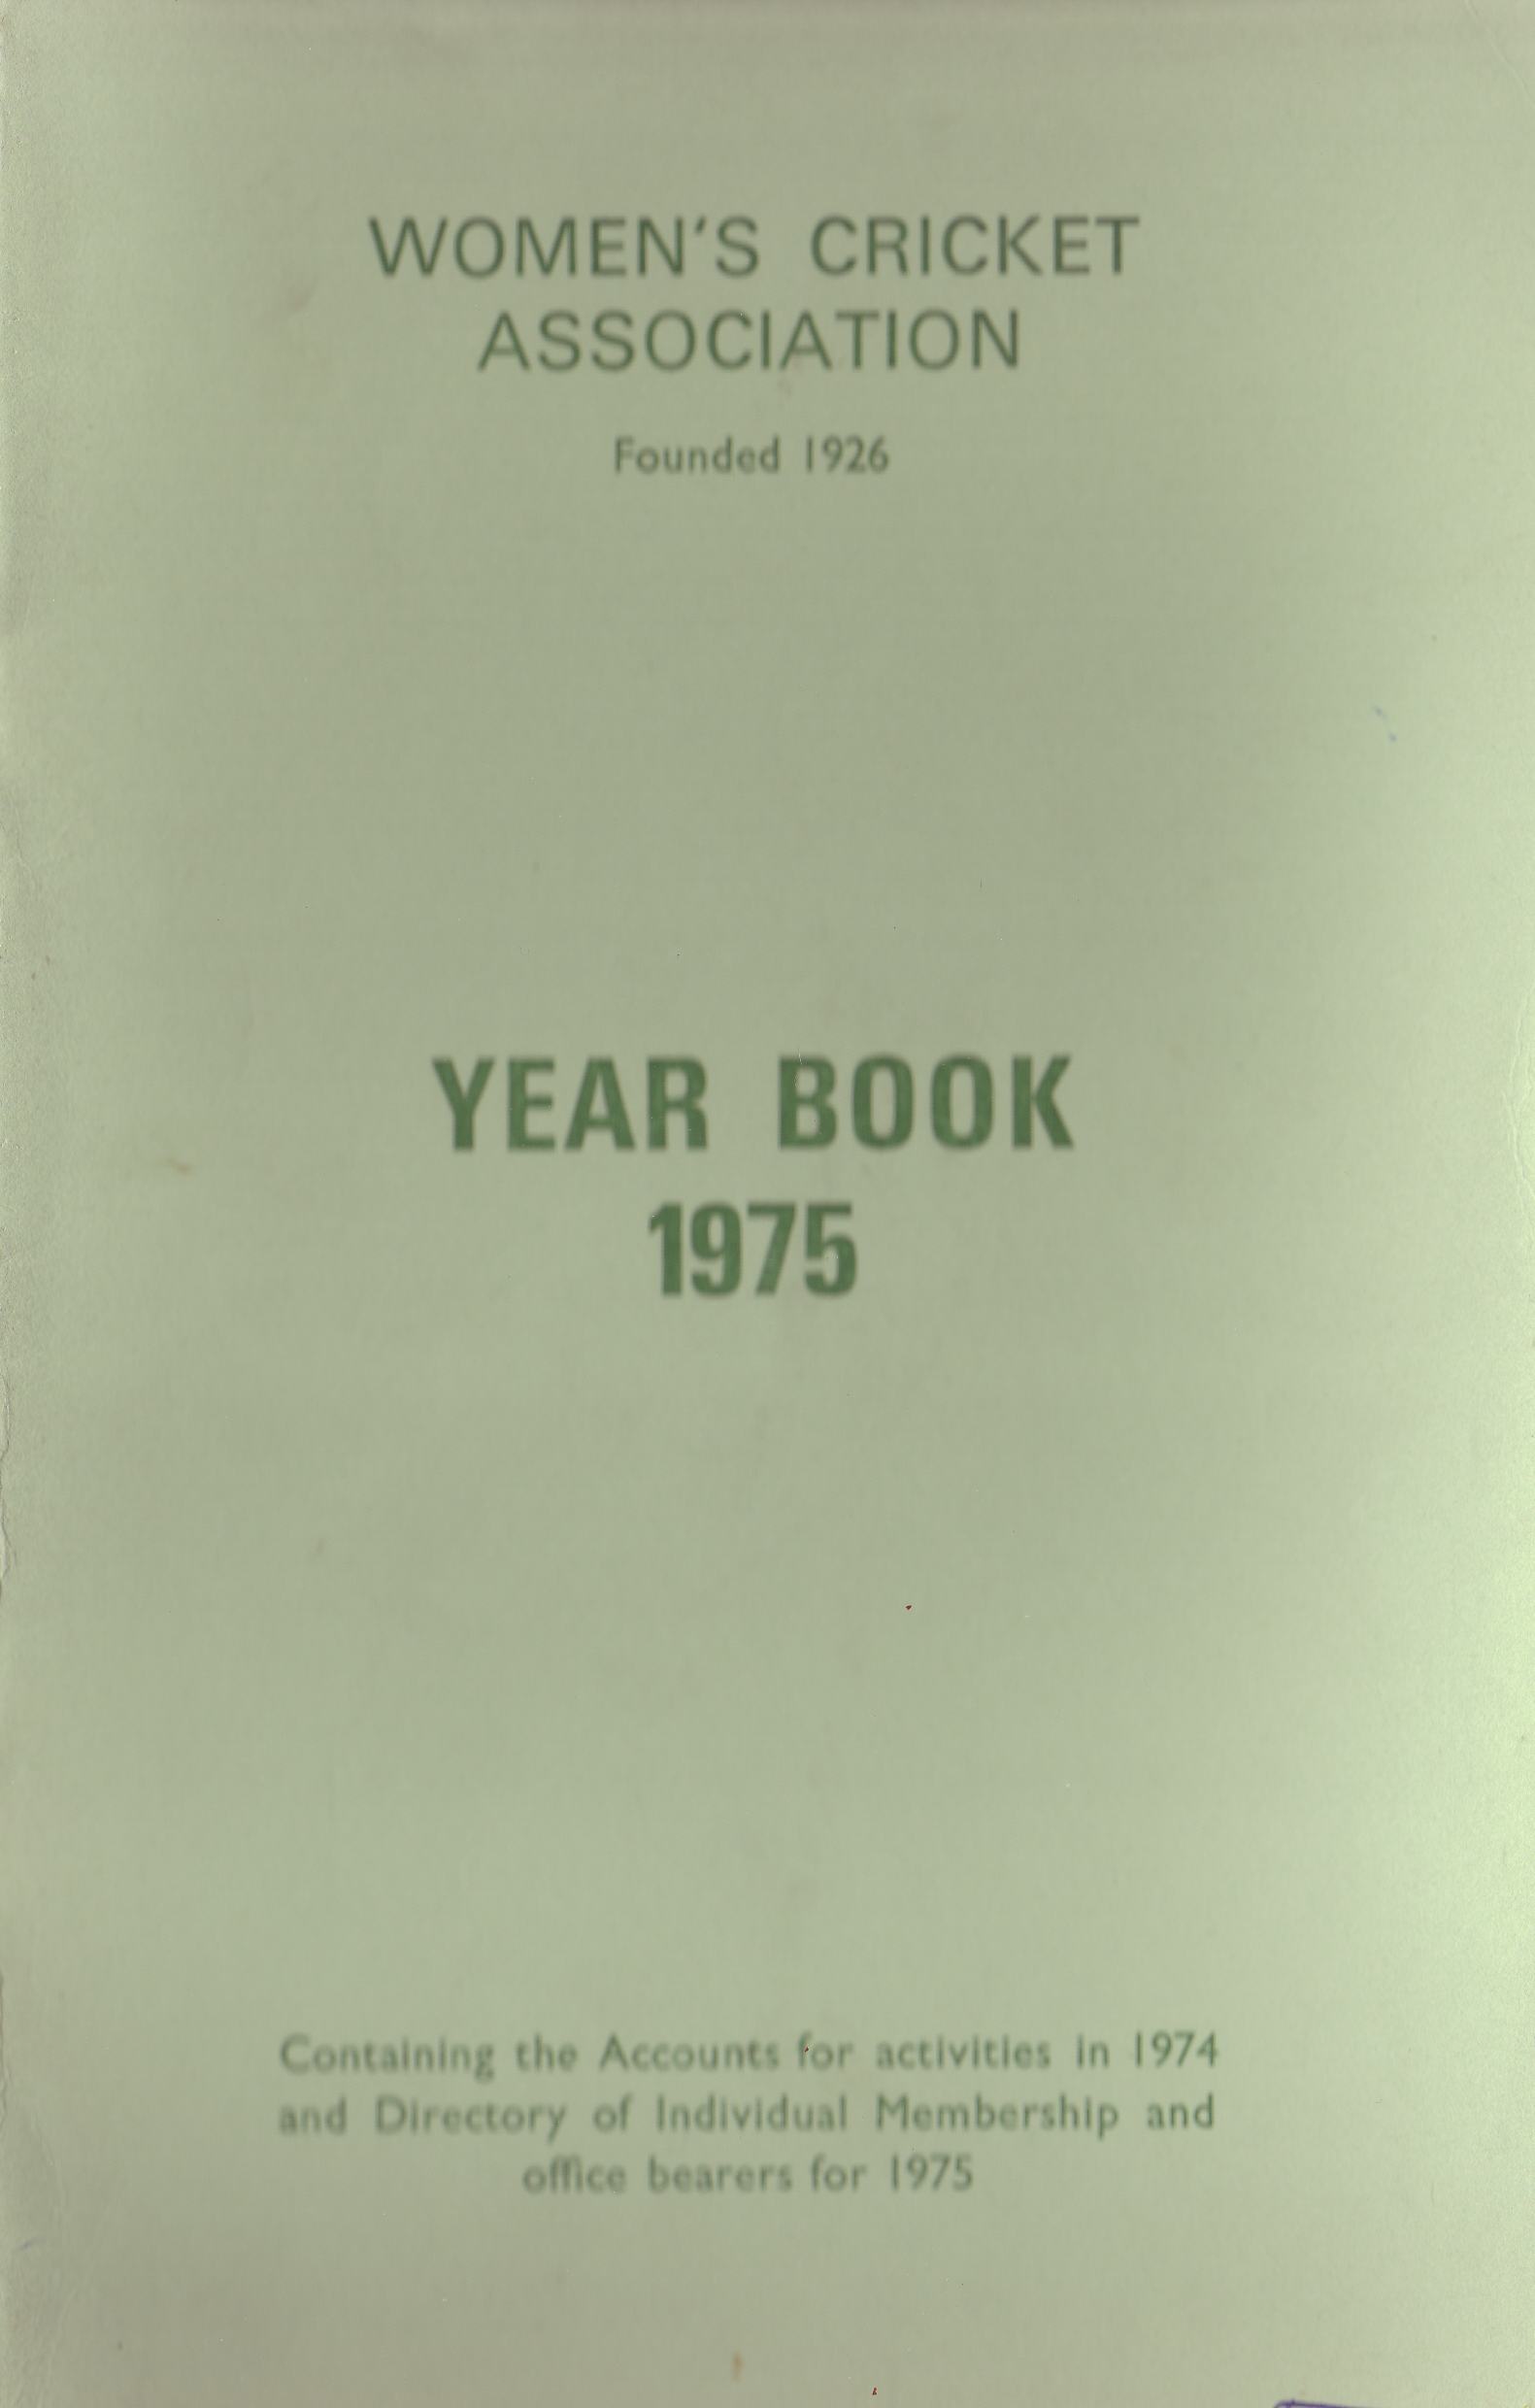 WOMEN'S CRICKET
ASSOCIATION
Founded 1926
YEAR BOOK
1975
Containing the Accounts for activities in 1974
and Directory of Individual Membership and
office bearers for 1975